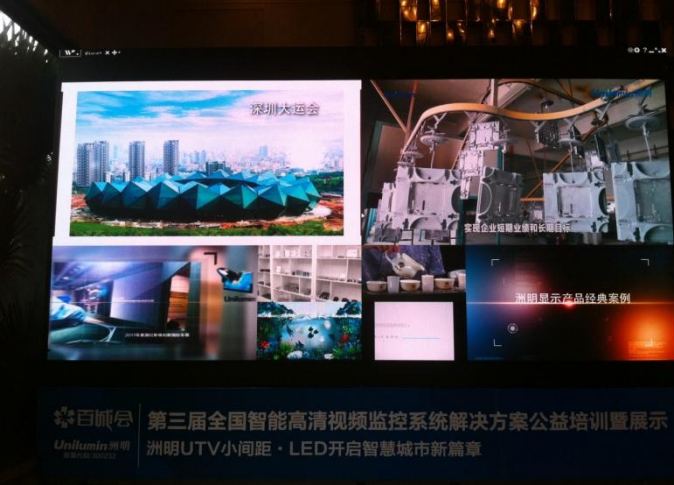 深圳大运会
实现企业短期业绩和长期目标
Unilumin
洲明显示产品经典案例
百城会
第三届全国智能高清视频监控系统解决方案公益培训暨展示
Unilumin洲明
洲明UTV小间距·LED开启智慧城市新篇章